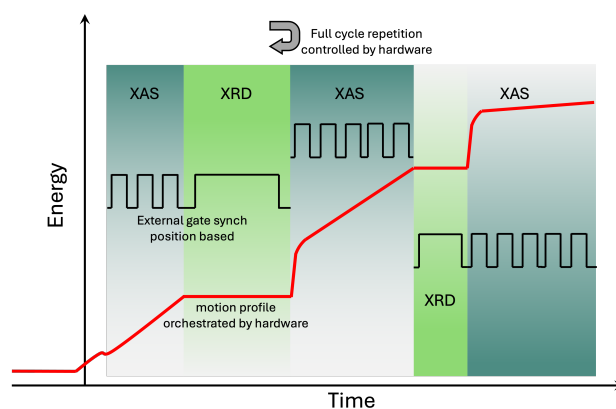 Full cycle repetition
controlled by hardware
XAS
XRD
XAS
XAS
External gate synch
position based
motion profile
orchestrated by hardware
XRD
Energy
Time